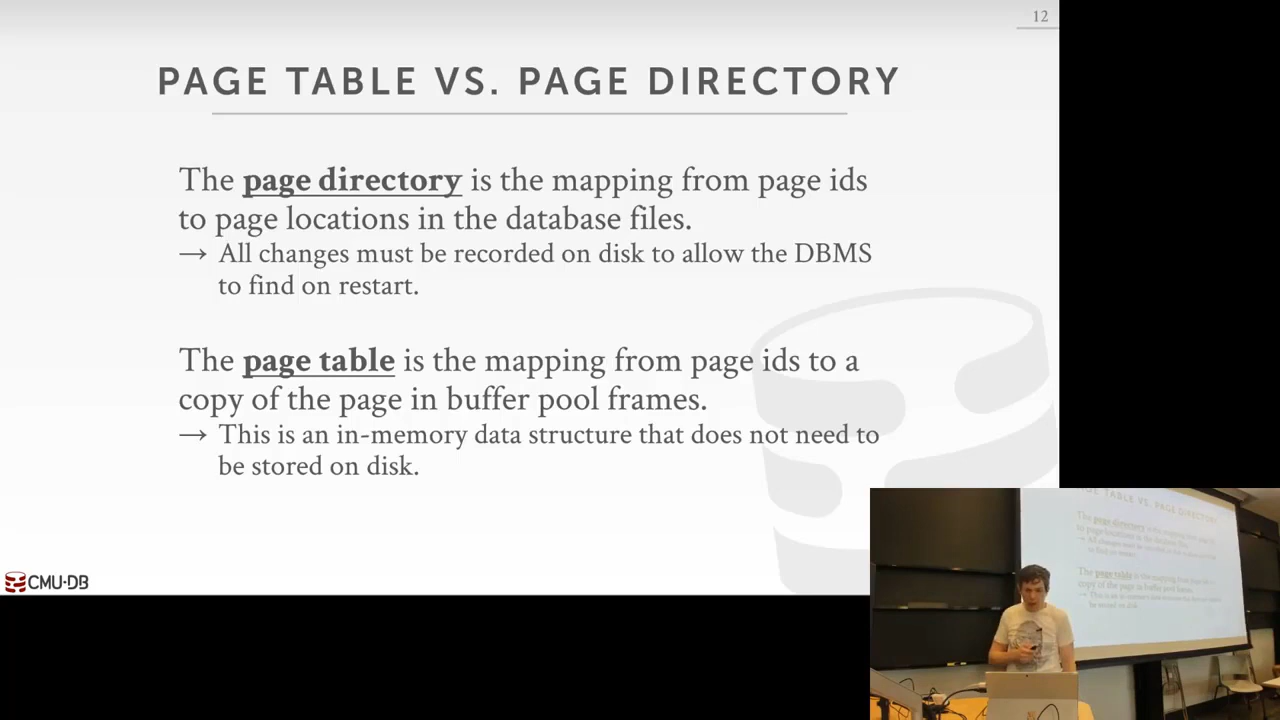 12
PAGE TABLE VS. PAGE DIRECTORY
The page directory is the mapping from page ids
to page locations in the database files.
→ All changes must be recorded on disk to allow the DBMS
to find on restart.
The page table is the mapping from page ids to a
copy of the page in buffer pool frames.
→ This is an in-memory data structure that does not need to
be stored on disk.
CMU·DB